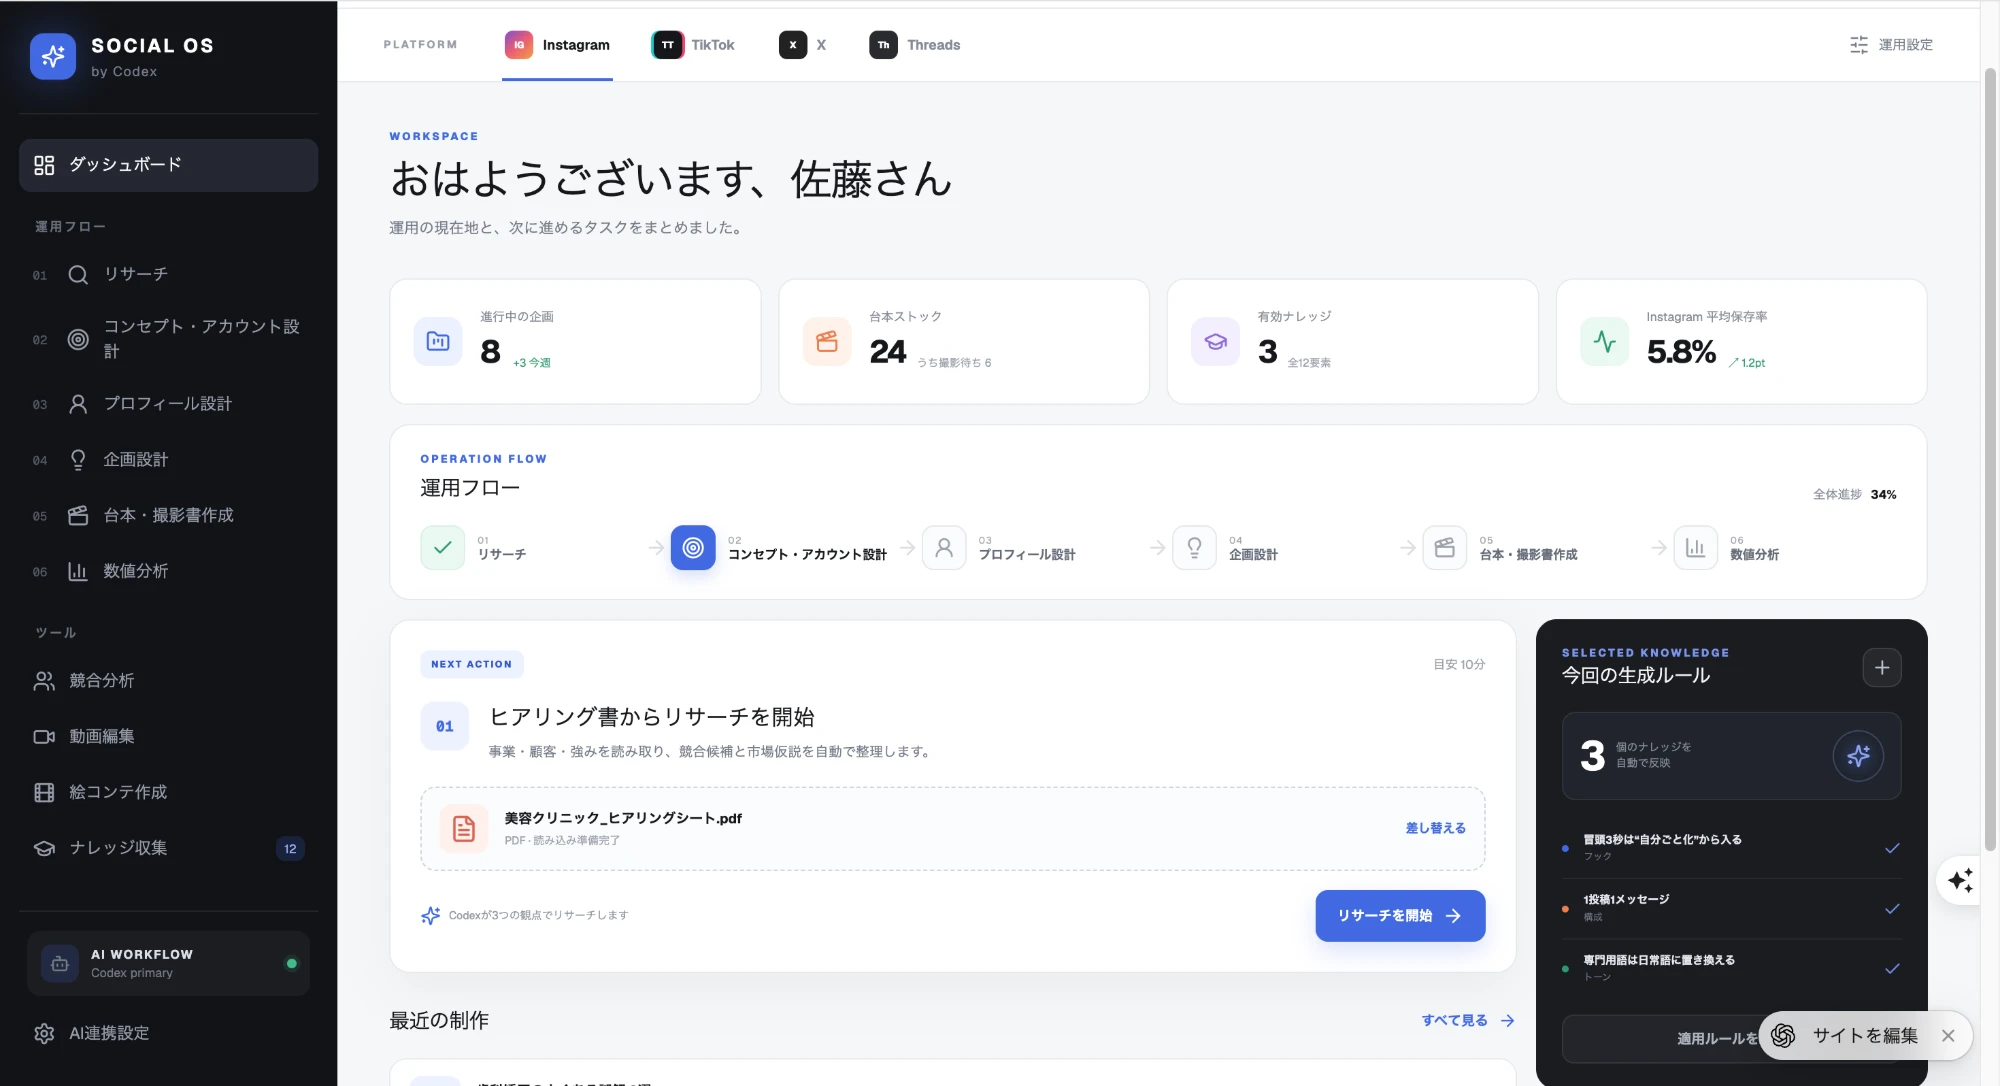 SOCIAL OS
by Codex
ダッシュボード
運用フロー
01 リサーチ
02 コンセプト・アカウント設
計
03 プロフィール設計
04 企画設計
05 台本・撮影書作成
06 数値分析
ツール
競合分析
動画編集
絵コンテ作成
ナレッジ収集 12
AI WORKFLOW
Codex primary
AI連携設定
PLATFORM
IG Instagram
TT TikTok
X X
Th Threads
運用設定
WORKSPACE
おはようございます、佐藤さん
運用の現在地と、次に進めるタスクをまとめました。
進行中の企画
8 +3 今週
台本ストック
24 うち撮影待ち 6
有効ナレッジ
3 全12要素
Instagram 平均保存率
5.8% ↗ 1.2pt
OPERATION FLOW
運用フロー
全体進捗 34%
01
リサーチ
02
コンセプト・アカウント設計
03
プロフィール設計
04
企画設計
05
台本・撮影書作成
06
数値分析
NEXT ACTION
目安 10分
01
ヒアリング書からリサーチを開始
事業・顧客・強みを読み取り、競合候補と市場仮説を自動で整理します。
美容クリニック_ヒアリングシート.pdf
PDF · 読み込み準備完了
差し替える
Codexが3つの観点でリサーチします
リサーチを開始
最近の制作
すべて見る
SELECTED KNOWLEDGE
今回の生成ルール
3 個のナレッジを
自動で反映
冒頭3秒は“自分ごと化”から入る
フック
1投稿1メッセージ
構成
専門用語は日常語に置き換える
トーン
適用ルールを
サイトを編集